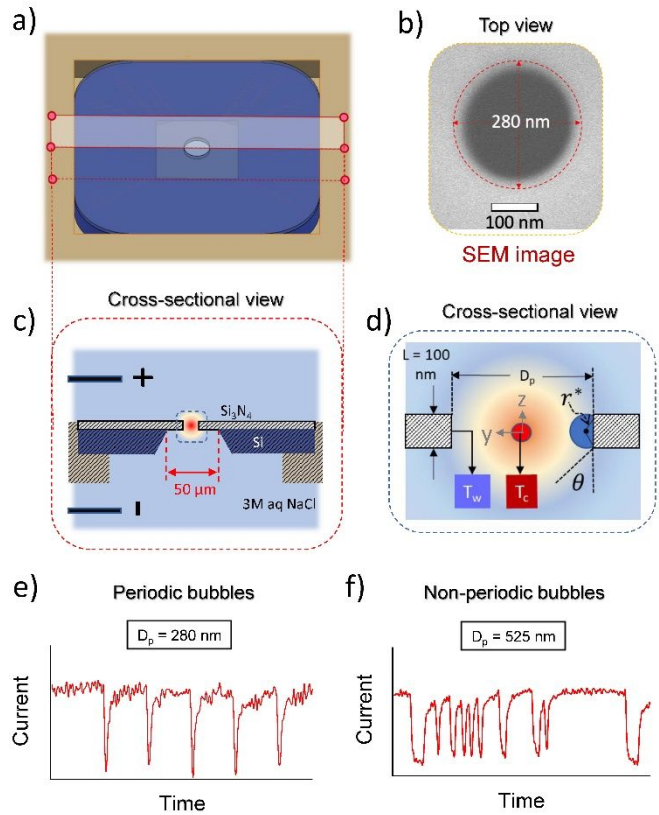 a)
b)
Top view
280 nm
100 nm
SEM image
Cross-sectional view
c)
+
Si₃N₄
Si
50 µm
3M aq NaCl
-
Cross-sectional view
d)
L = 100
nm
Dₚ
r*
z
y
θ
T_w
T_c
e)
Periodic bubbles
Dₚ = 280 nm
Current
Time
f)
Non-periodic bubbles
Dₚ = 525 nm
Current
Time